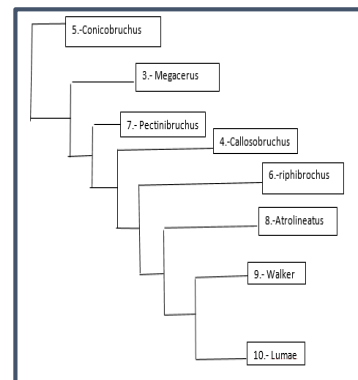 5.-Conicobruchus
3.- Megacerus
7.- Pectinibruchus
4.-Callosobruchus
6.-riphibrochus
8.-Atrolineatus
9.- Walker
10.- Lumae